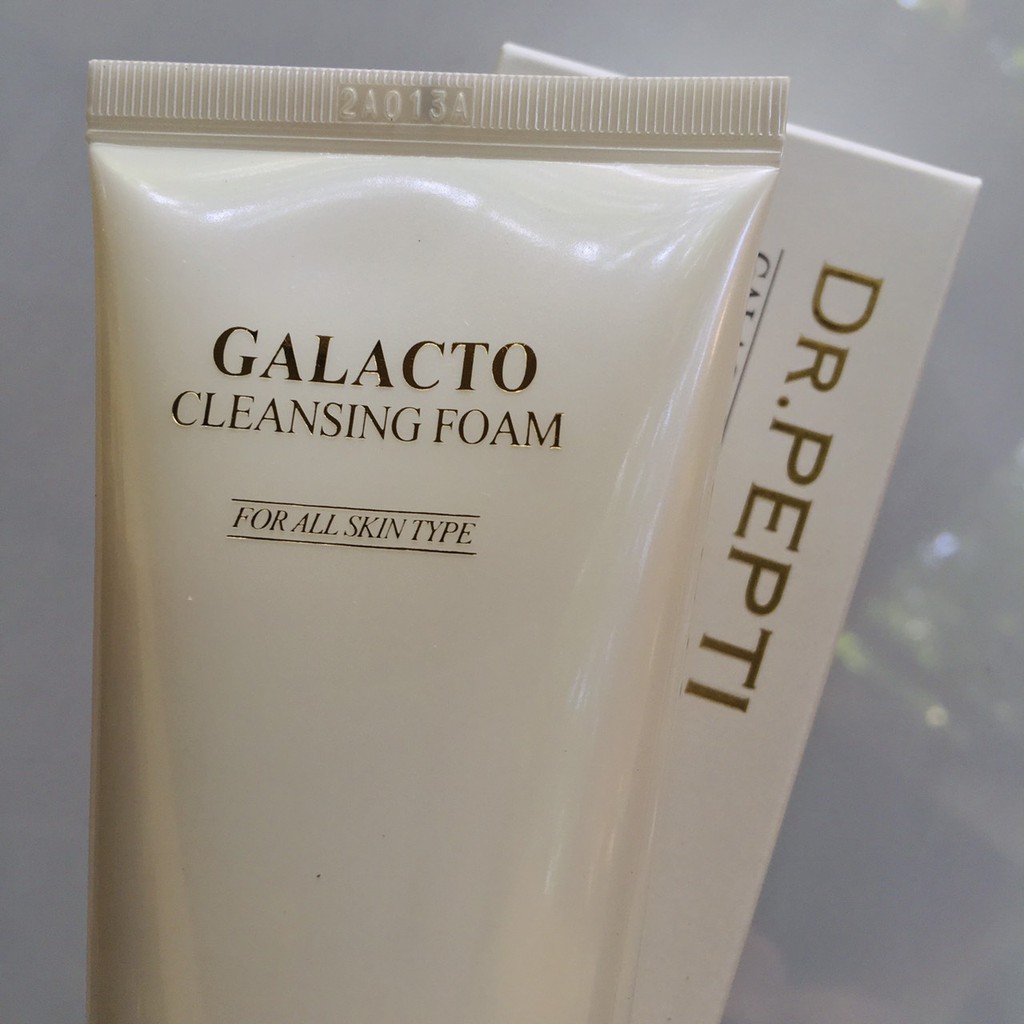 2A013A
GALACTO
CLEANSING FOAM
FOR ALL SKIN TYPE
DR.PEPTI